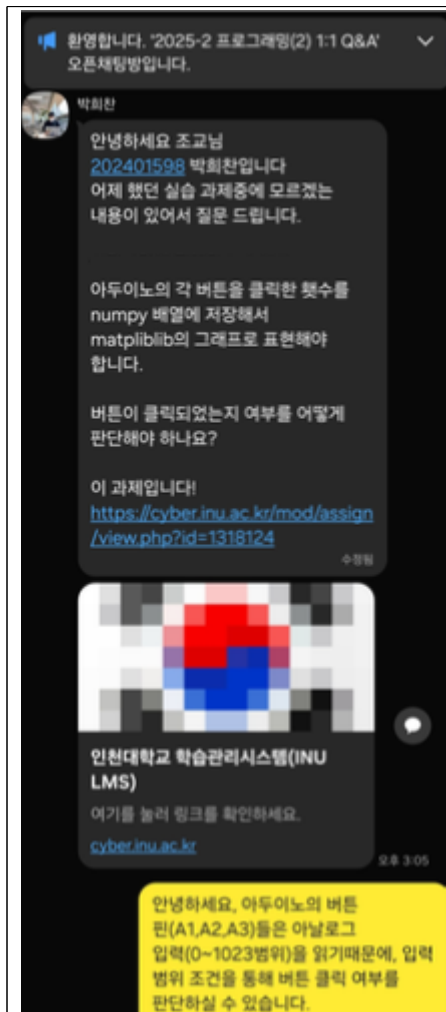 환영합니다. '2025-2 프로그래밍(2) 1:1 Q&A'
오픈채팅방입니다.
박희찬
안녕하세요 조교님
202401598 박희찬입니다
어제 했던 실습 과제중에 모르겠는
내용이 있어서 질문 드립니다.
아두이노의 각 버튼을 클릭한 횟수를
numpy 배열에 저장해서
matpliblib의 그래프로 표현해야
합니다.
버튼이 클릭되었는지 여부를 어떻게
판단해야 하나요?
이 과제입니다!
https://cyber.inu.ac.kr/mod/assign
/view.php?id=1318124
수정됨
인천대학교 학습관리시스템(INU
LMS)
여기를 눌러 링크를 확인하세요.
cyber.inu.ac.kr
오후 3:05
안녕하세요, 아두이노의 버튼
핀(A1,A2,A3)들은 아날로그
입력(0~1023범위)을 읽기때문에, 입력
범위 조건을 통해 버튼 클릭 여부를
판단하실 수 있습니다.